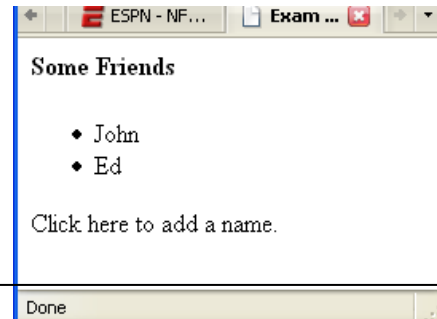 ESPN - NF... Exam ...
Some Friends
• John
• Ed
Click here to add a name.
Done